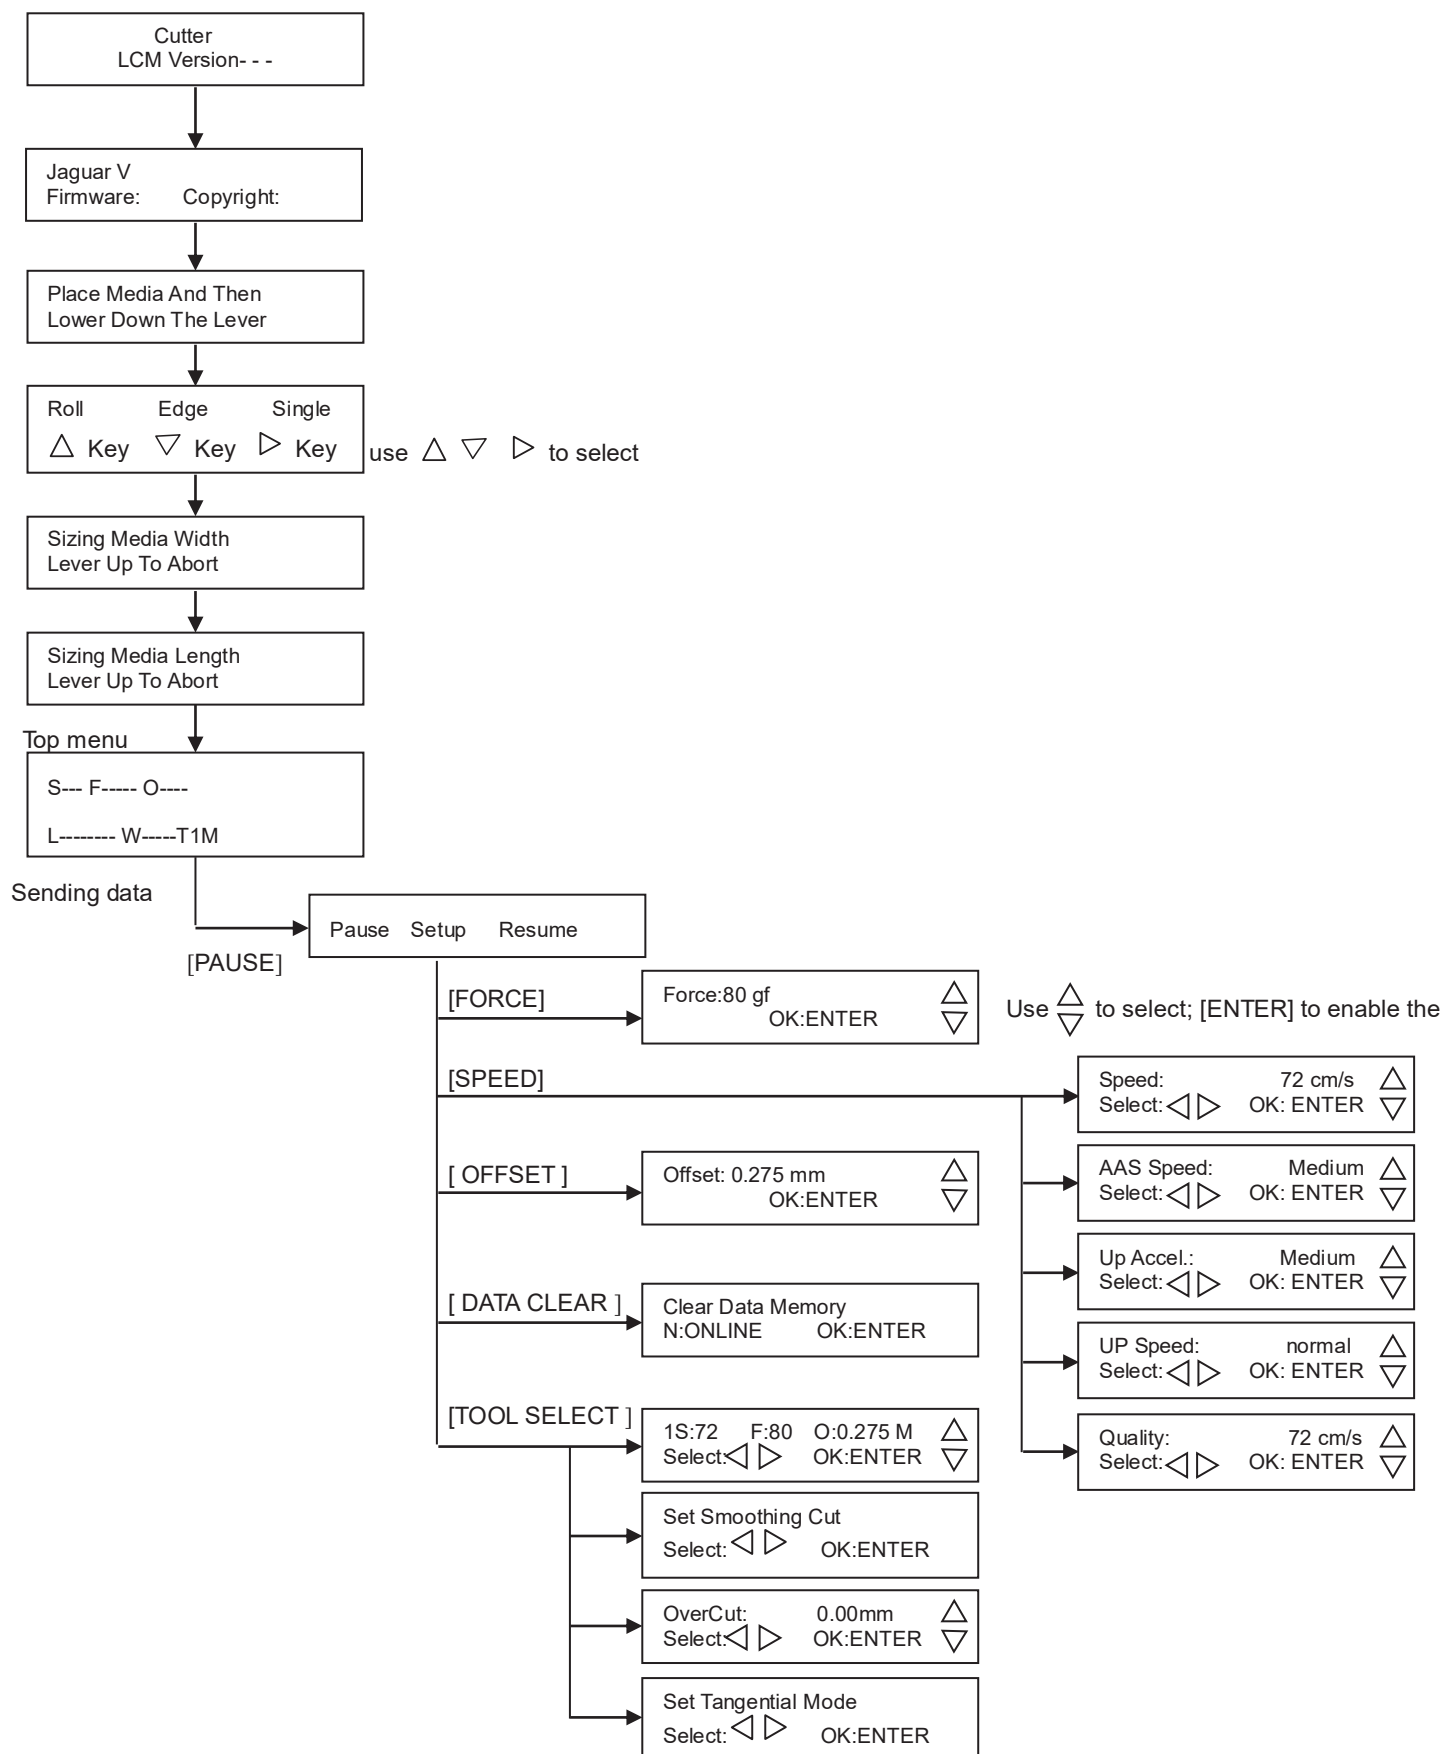 Cutter
LCM Version- - -
Jaguar V
Firmware: Copyright:
Place Media And Then
Lower Down The Lever
Roll Edge Single
△ Key ▽ Key ▷ Key
use △ ▽ ▷ to select
Sizing Media Width
Lever Up To Abort
Sizing Media Length
Lever Up To Abort
Top menu
S--- F----- O----
L-------- W-----T1M
Sending data
[PAUSE]
Pause Setup Resume
[FORCE]
Force:80 gf △
OK:ENTER ▽
Use △▽ to select; [ENTER] to enable the
[SPEED]
Speed: 72 cm/s △
Select:◁ ▷ OK: ENTER ▽
AAS Speed: Medium △
Select:◁ ▷ OK: ENTER ▽
Up Accel.: Medium △
Select:◁ ▷ OK: ENTER ▽
UP Speed: normal △
Select:◁ ▷ OK: ENTER ▽
Quality: 72 cm/s △
Select:◁ ▷ OK: ENTER ▽
[ OFFSET ]
Offset: 0.275 mm △
OK:ENTER ▽
[ DATA CLEAR ]
Clear Data Memory
N:ONLINE OK:ENTER
[TOOL SELECT ]
1S:72 F:80 O:0.275 M △
Select:◁ ▷ OK:ENTER ▽
Set Smoothing Cut
Select: ◁ ▷ OK:ENTER
OverCut: 0.00mm △
Select:◁ ▷ OK:ENTER ▽
Set Tangential Mode
Select: ◁ ▷ OK:ENTER